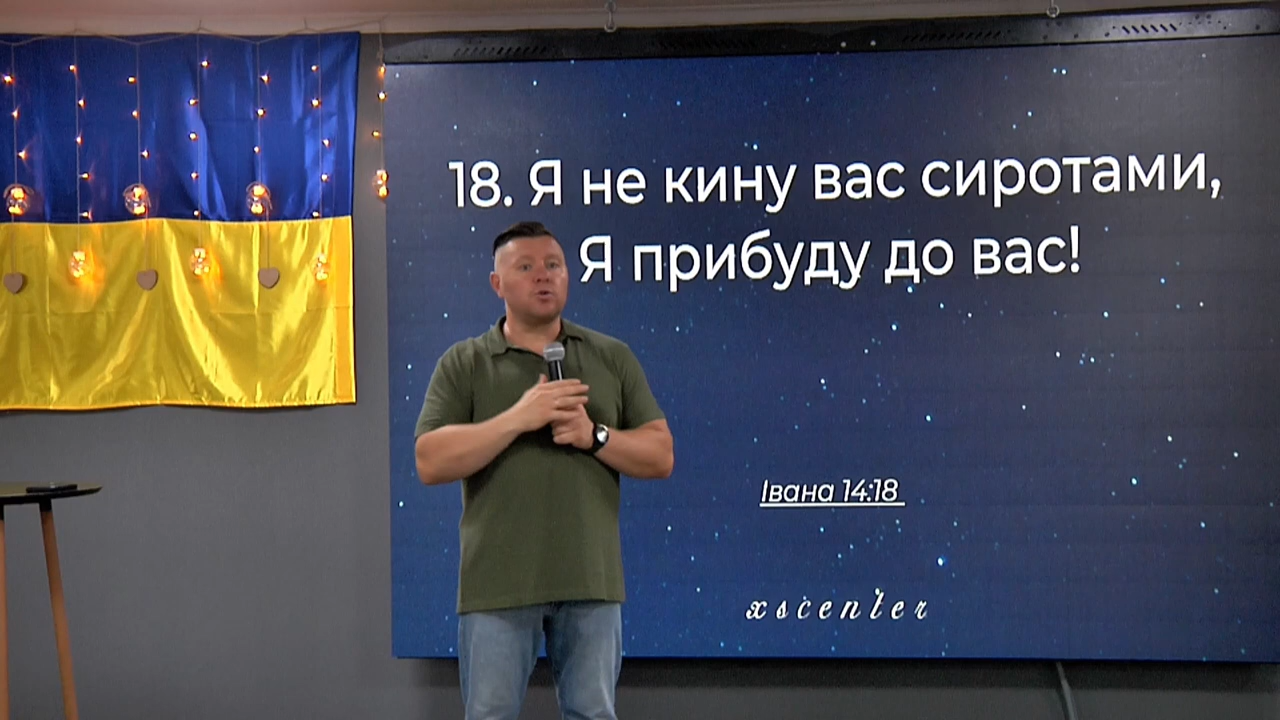 18. Я не кину вас сиротами,
Я прибуду до вас!
Івана 14:18
xscenter